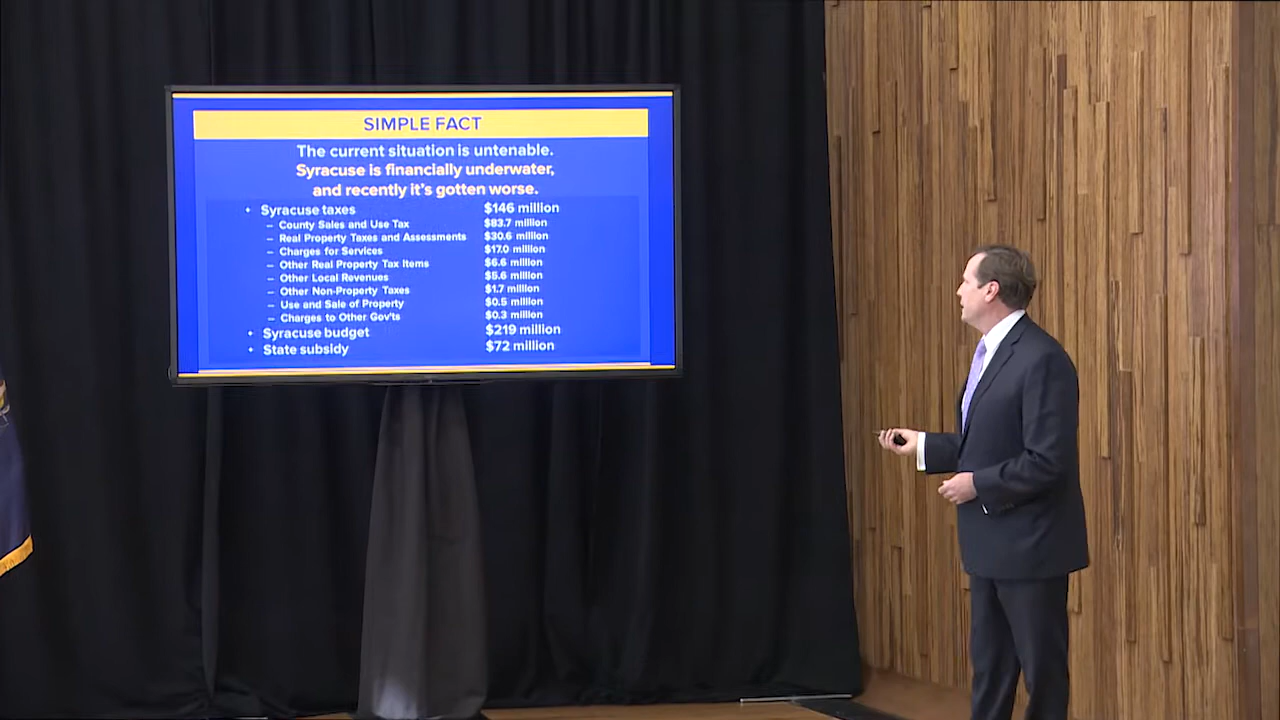 SIMPLE FACT
The current situation is untenable.
Syracuse is financially underwater,
and recently it's gotten worse.
• Syracuse taxes $146 million
– County Sales and Use Tax $83.7 million
– Real Property Taxes and Assessments $30.6 million
– Charges for Services $17.0 million
– Other Real Property Tax Items $6.6 million
– Other Local Revenues $5.6 million
– Other Non-Property Taxes $1.7 million
– Use and Sale of Property $0.5 million
– Charges to Other Gov'ts $0.3 million
• Syracuse budget $219 million
• State subsidy $72 million